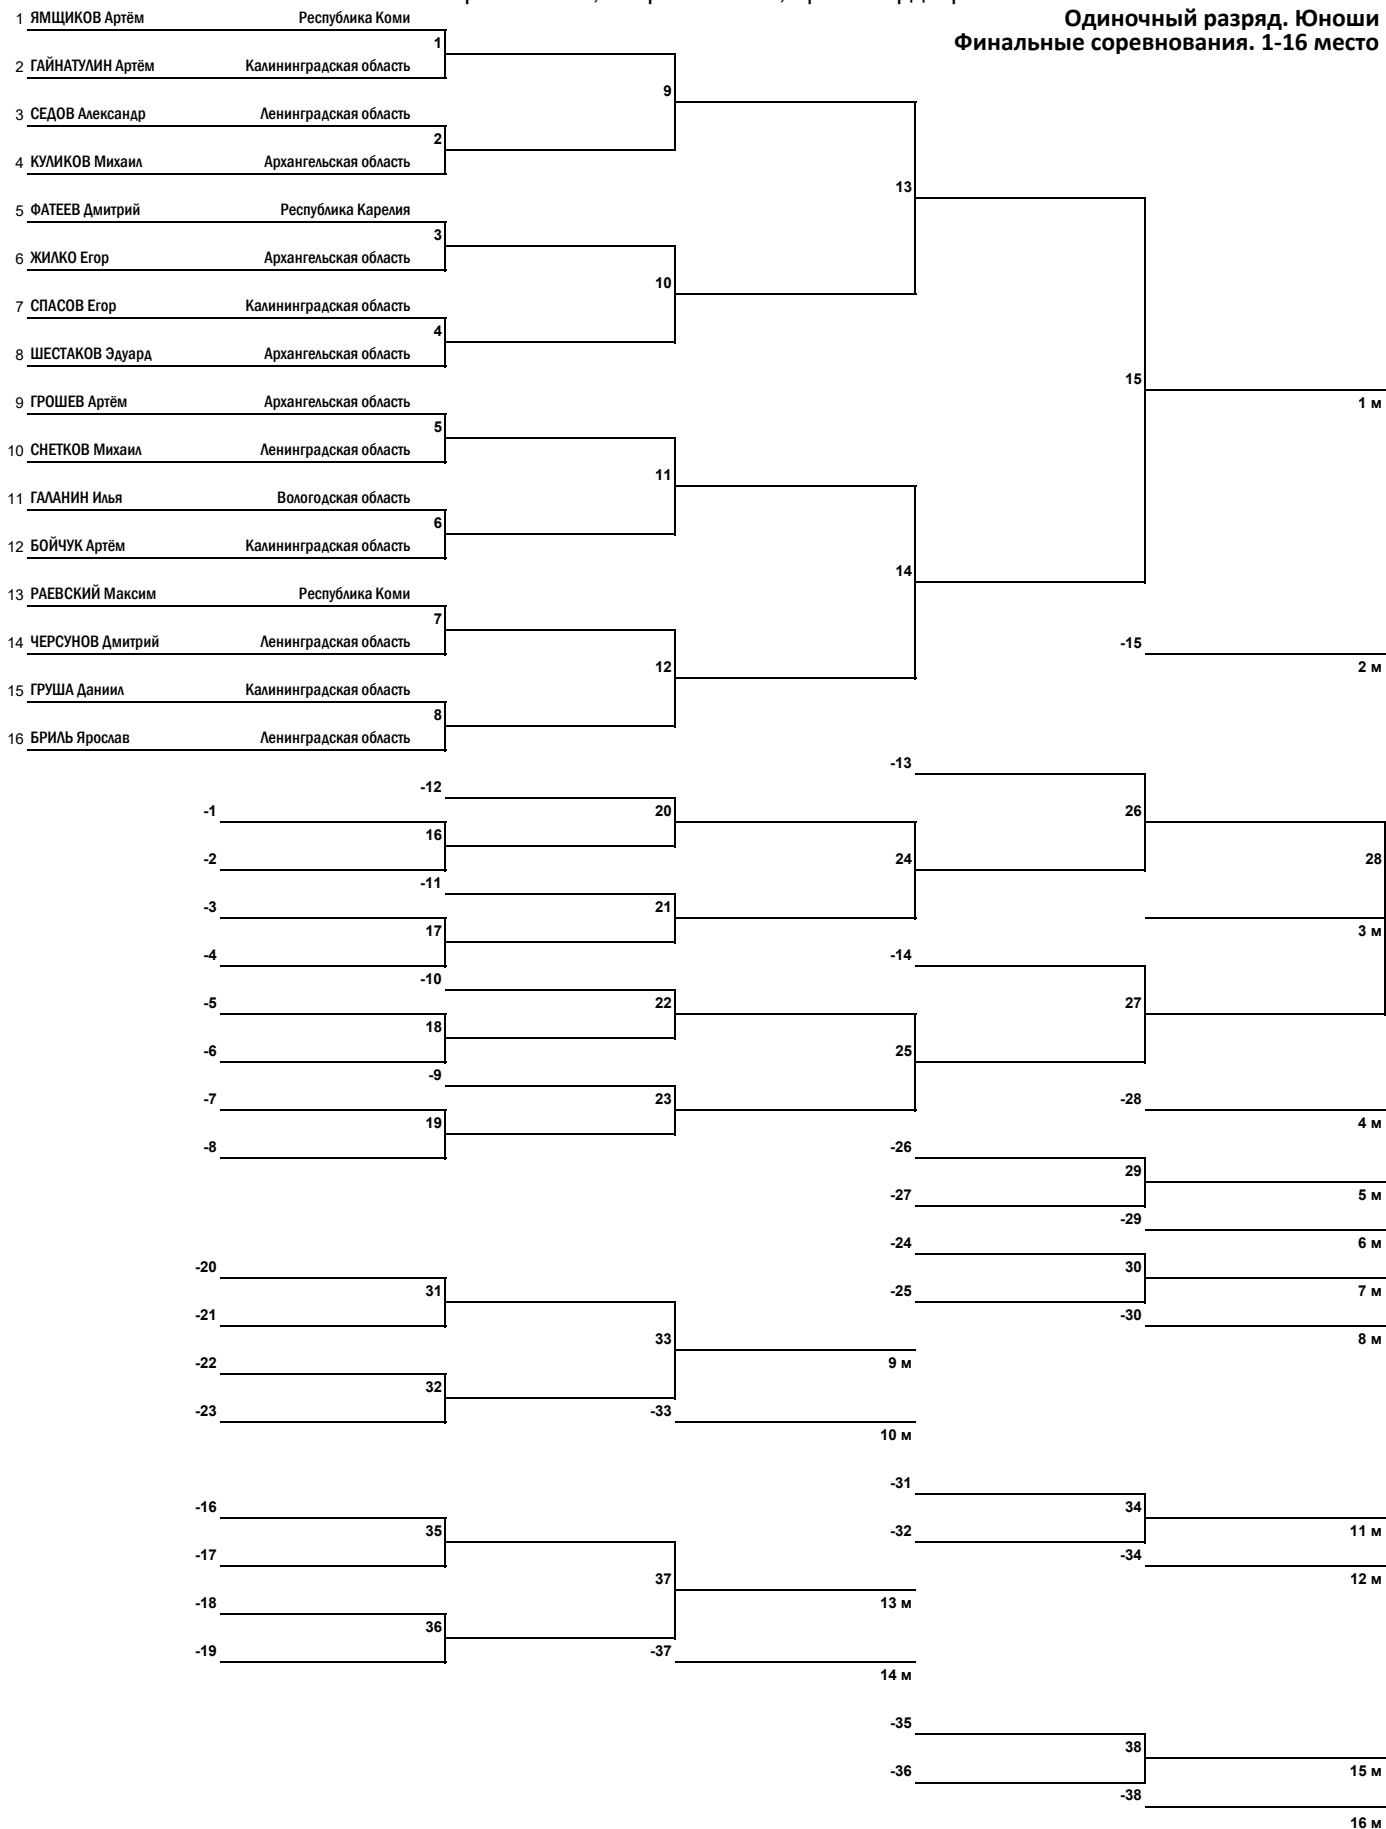 Одиночный разряд. Юноши
Финальные соревнования. 1-16 место
1 ЯМЩИКОВ Артём Республика Коми
1
2 ГАЙНАТУЛИН Артём Калининградская область
9
3 СЕДОВ Александр Ленинградская область
2
4 КУЛИКОВ Михаил Архангельская область
13
5 ФАТЕЕВ Дмитрий Республика Карелия
3
6 ЖИЛКО Егор Архангельская область
10
7 СПАСОВ Егор Калининградская область
4
8 ШЕСТАКОВ Эдуард Архангельская область
15
9 ГРОШЕВ Артём Архангельская область
1 м
5
10 СНЕТКОВ Михаил Ленинградская область
11
11 ГАЛАНИН Илья Вологодская область
6
12 БОЙЧУК Артём Калининградская область
14
13 РАЕВСКИЙ Максим Республика Коми
7
14 ЧЕРСУНОВ Дмитрий Ленинградская область
-15
12
2 м
15 ГРУША Даниил Калининградская область
8
16 БРИЛЬ Ярослав Ленинградская область
-13
-12
-1 20 26
16
-2 24 28
-11
-3 21
17 3 м
-4 -14
-10
-5 22 27
18
-6 25
-9
-7 23 -28
19 4 м
-8 -26
29
-27 5 м
-29
-24 6 м
-20 30
31 -25 7 м
-21 -30
33 8 м
-22 9 м
32
-23 -33
10 м
-31
-16 34
35 -32 11 м
-17 -34
37 12 м
-18 13 м
36
-19 -37
14 м
-35
38
-36 15 м
-38
16 м